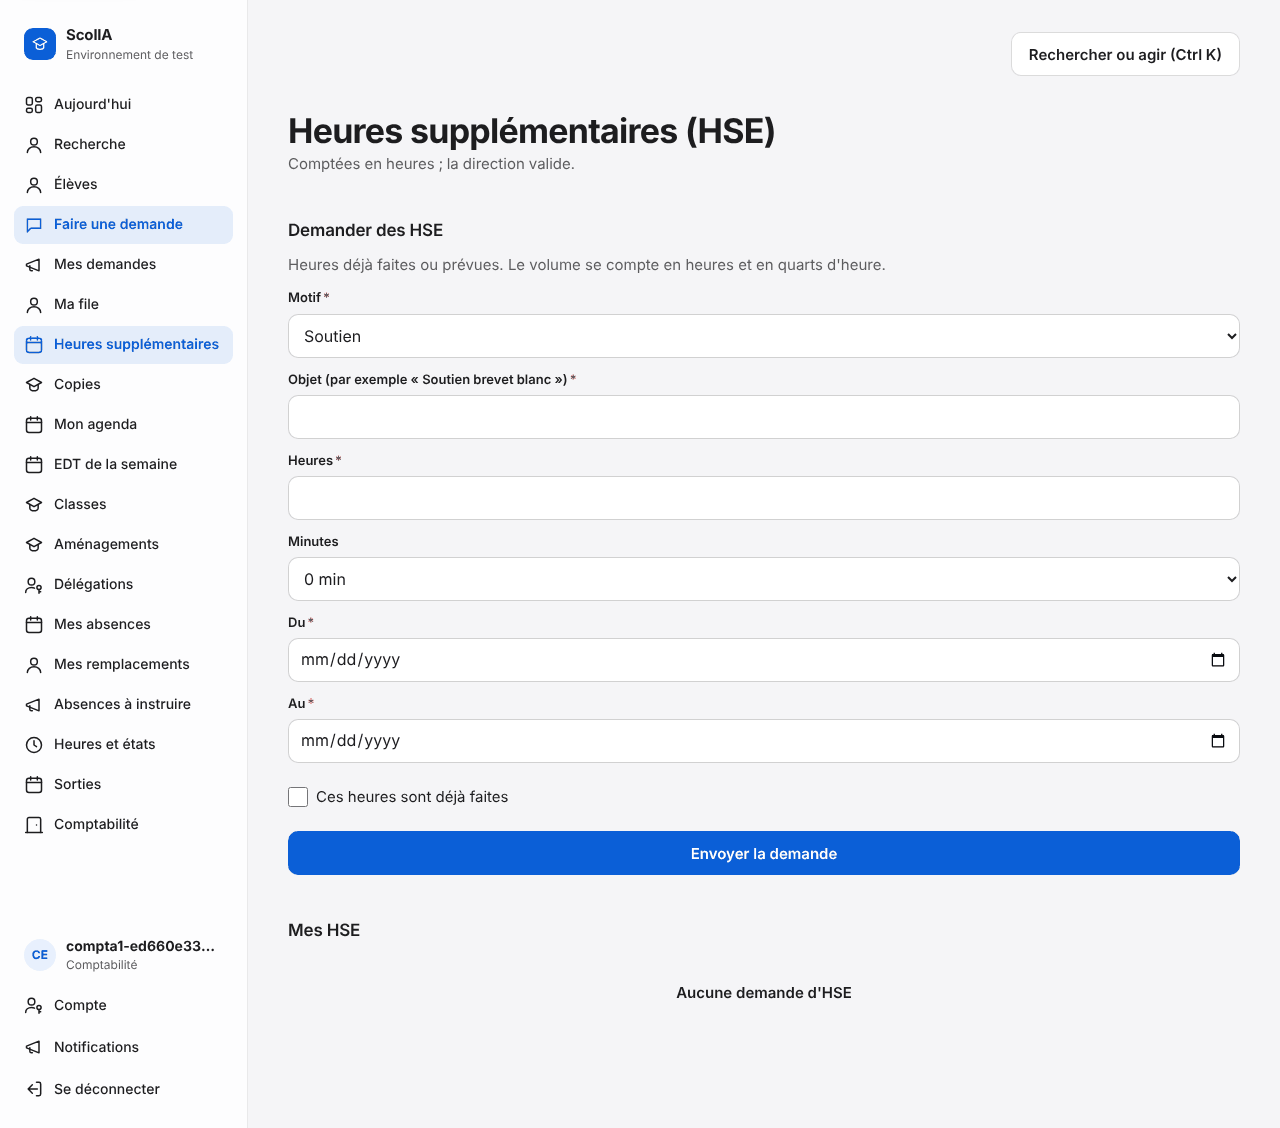 ScolIA
Environnement de test
Aujourd'hui
Recherche
Élèves
Faire une demande
Mes demandes
Ma file
Heures supplémentaires
Copies
Mon agenda
EDT de la semaine
Classes
Aménagements
Délégations
Mes absences
Mes remplacements
Absences à instruire
Heures et états
Sorties
Comptabilité
CE
compta1-ed660e33...
Comptabilité
Compte
Notifications
Se déconnecter
Rechercher ou agir (Ctrl K)
Heures supplémentaires (HSE)
Comptées en heures ; la direction valide.
Demander des HSE
Heures déjà faites ou prévues. Le volume se compte en heures et en quarts d'heure.
Motif *
Soutien
Objet (par exemple « Soutien brevet blanc ») *
Heures *
Minutes
0 min
Du *
mm/dd/yyyy
Au *
mm/dd/yyyy
Ces heures sont déjà faites
Envoyer la demande
Mes HSE
Aucune demande d'HSE